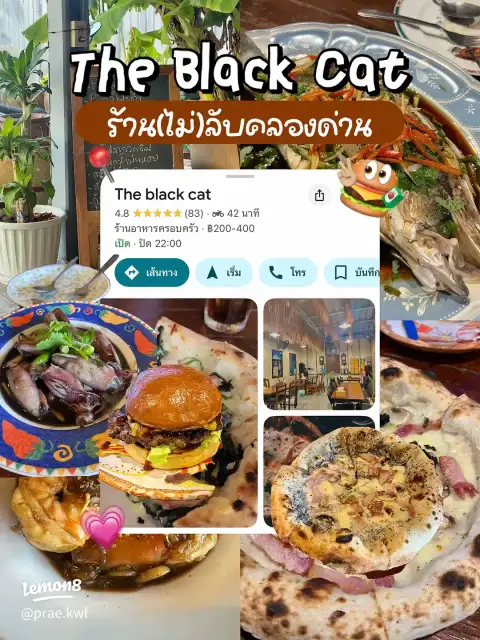 The Black Cat
ร้าน(ไม่)ลับคลองด่าน
The black cat
4.8 (83) · 42 นาที
ร้านอาหารครอบครัว · ฿200-400
เปิด · ปิด 22:00
เส้นทาง
เริ่ม
โทร
บันทึก
lemon8
@prae.kwl